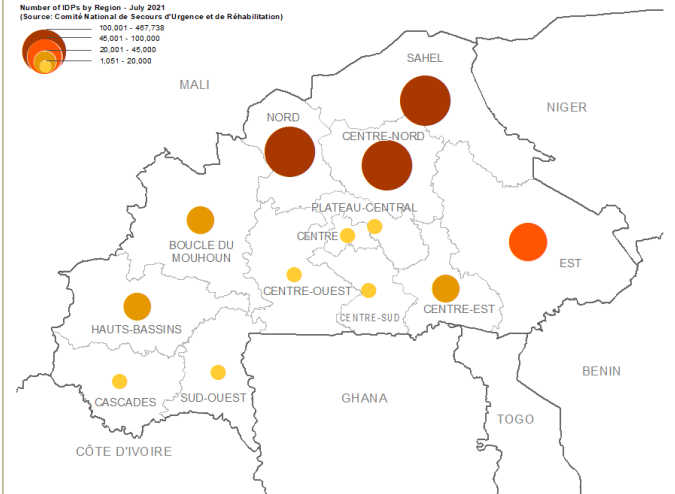 Number of IDPs by Region - July 2021
(Source: Comité National de Secours d'Urgence et de Réhabilitation)
100,001 - 467,738
45,001 - 100,000
20,001 - 45,000
1,051 - 20,000
SAHEL
MALI
NIGER
NORD
CENTRE-NORD
PLATEAU-CENTRAL
CENTRE
BOUCLE DU
MOUHOUN
EST
CENTRE-OUEST
CENTRE-EST
CENTRE-SUD
HAUTS-BASSINS
BENIN
CASCADES
SUD-OUEST
GHANA
TOGO
CÔTE D'IVOIRE